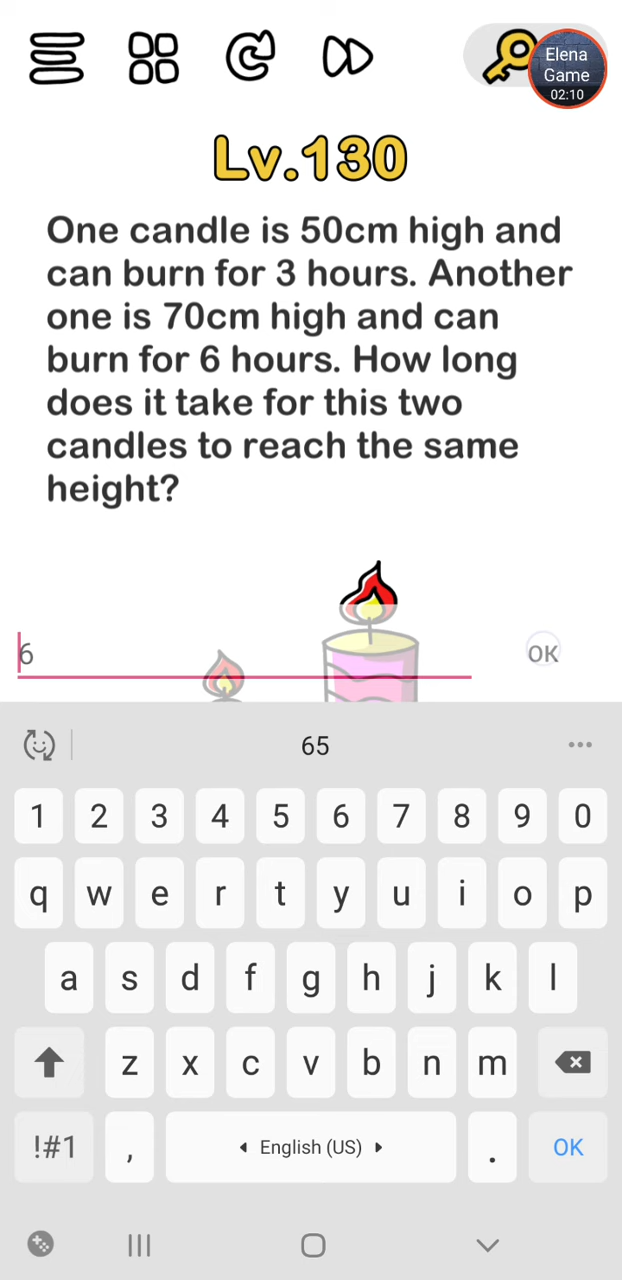 Elena
Game
02:10
Lv.130
One candle is 50cm high and
can burn for 3 hours. Another
one is 70cm high and can
burn for 6 hours. How long
does it take for this two
candles to reach the same
height?
6
OK
65
1 2 3 4 5 6 7 8 9 0
q w e r t y u i o p
a s d f g h j k l
z x c v b n m
!#1 , English (US) . OK